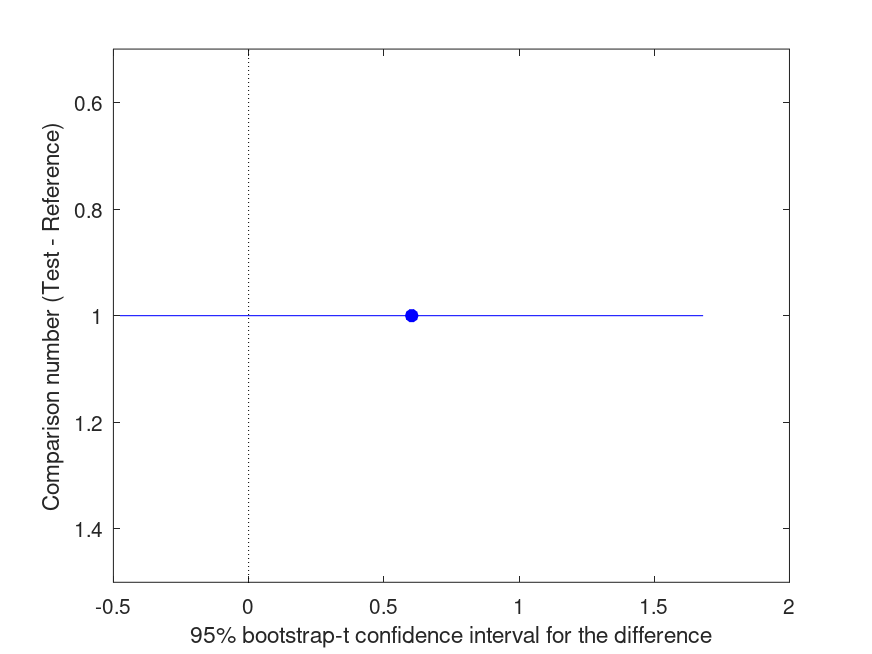 0.6
0.8
1
1.2
1.4
Comparison number (Test - Reference)
-0.5 0 0.5 1 1.5 2
95% bootstrap-t confidence interval for the difference